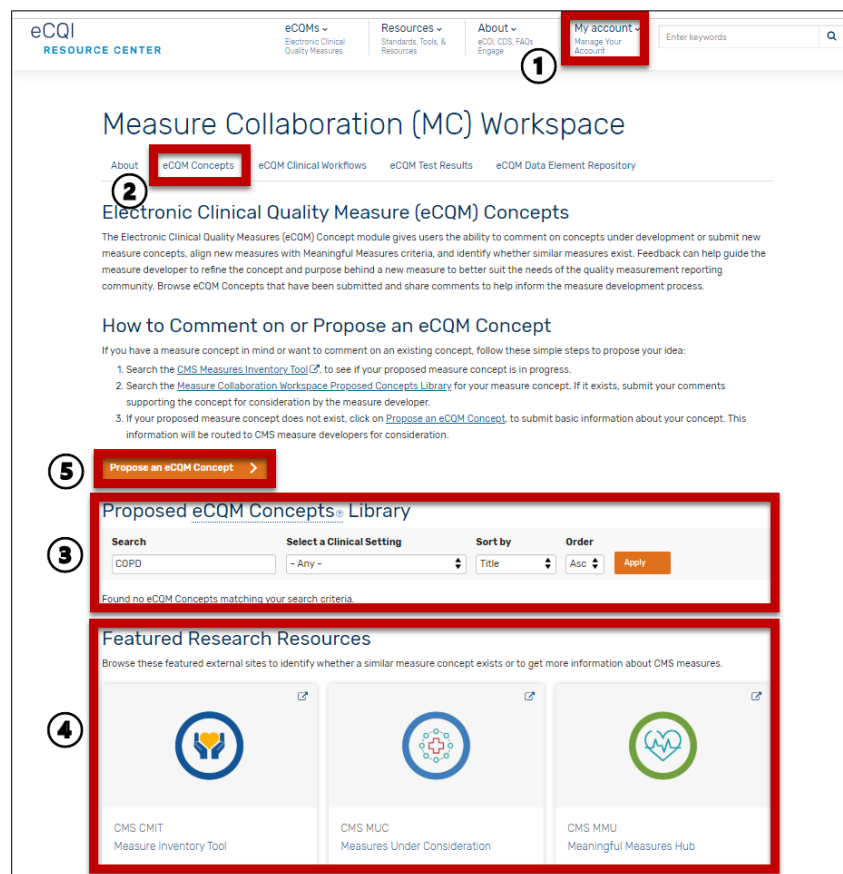 eCQI
RESOURCE CENTER
eCQMs
Electronic Clinical
Quality Measures
Resources
Standards, Tools, &
Resources
About
eCQI, CDS, FAQs
Engage
My account
Manage Your
Account
Enter keywords
1
Measure Collaboration (MC) Workspace
About eCQM Concepts eCQM Clinical Workflows eCQM Test Results eCQM Data Element Repository
2
Electronic Clinical Quality Measure (eCQM) Concepts
The Electronic Clinical Quality Measures (eCQM) Concept module gives users the ability to comment on concepts under development or submit new
measure concepts, align new measures with Meaningful Measures criteria, and identify whether similar measures exist. Feedback can help guide the
measure developer to refine the concept and purpose behind a new measure to better suit the needs of the quality measurement reporting
community. Browse eCQM Concepts that have been submitted and share comments to help inform the measure development process.
How to Comment on or Propose an eCQM Concept
If you have a measure concept in mind or want to comment on an existing concept, follow these simple steps to propose your idea:
1. Search the CMS Measures Inventory Tool, to see if your proposed measure concept is in progress.
2. Search the Measure Collaboration Workspace Proposed Concepts Library for your measure concept. If it exists, submit your comments
supporting the concept for consideration by the measure developer.
3. If your proposed measure concept does not exist, click on Propose an eCQM Concept, to submit basic information about your concept. This
information will be routed to CMS measure developers for consideration.
5
Propose an eCQM Concept
Proposed eCQM Concepts Library
3
Search Select a Clinical Setting Sort by Order
COPD - Any - Title Asc Apply
Found no eCQM Concepts matching your search criteria.
Featured Research Resources
Browse these featured external sites to identify whether a similar measure concept exists or to get more information about CMS measures.
4
CMS CMIT
Measure Inventory Tool
CMS MUC
Measures Under Consideration
CMS MMU
Meaningful Measures Hub